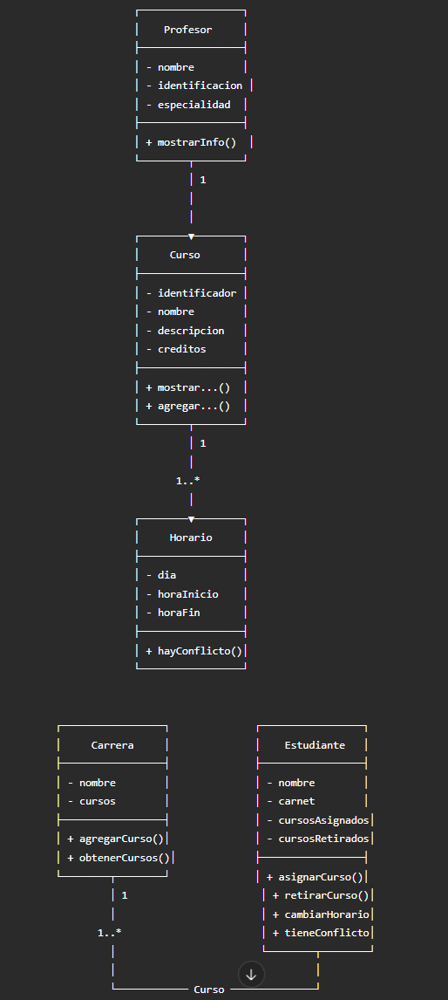 Profesor
- nombre
- identificacion
- especialidad
+ mostrarInfo()
1
Curso
- identificador
- nombre
- descripcion
- creditos
+ mostrar...()
+ agregar...()
1
1..*
Horario
- dia
- horaInicio
- horaFin
+ hayConflicto()
Carrera
- nombre
- cursos
+ agregarCurso()
+ obtenerCursos()
1
1..*
Estudiante
- nombre
- carnet
- cursosAsignados
- cursosRetirados
+ asignarCurso()
+ retirarCurso()
+ cambiarHorario
+ tieneConflicto
Curso